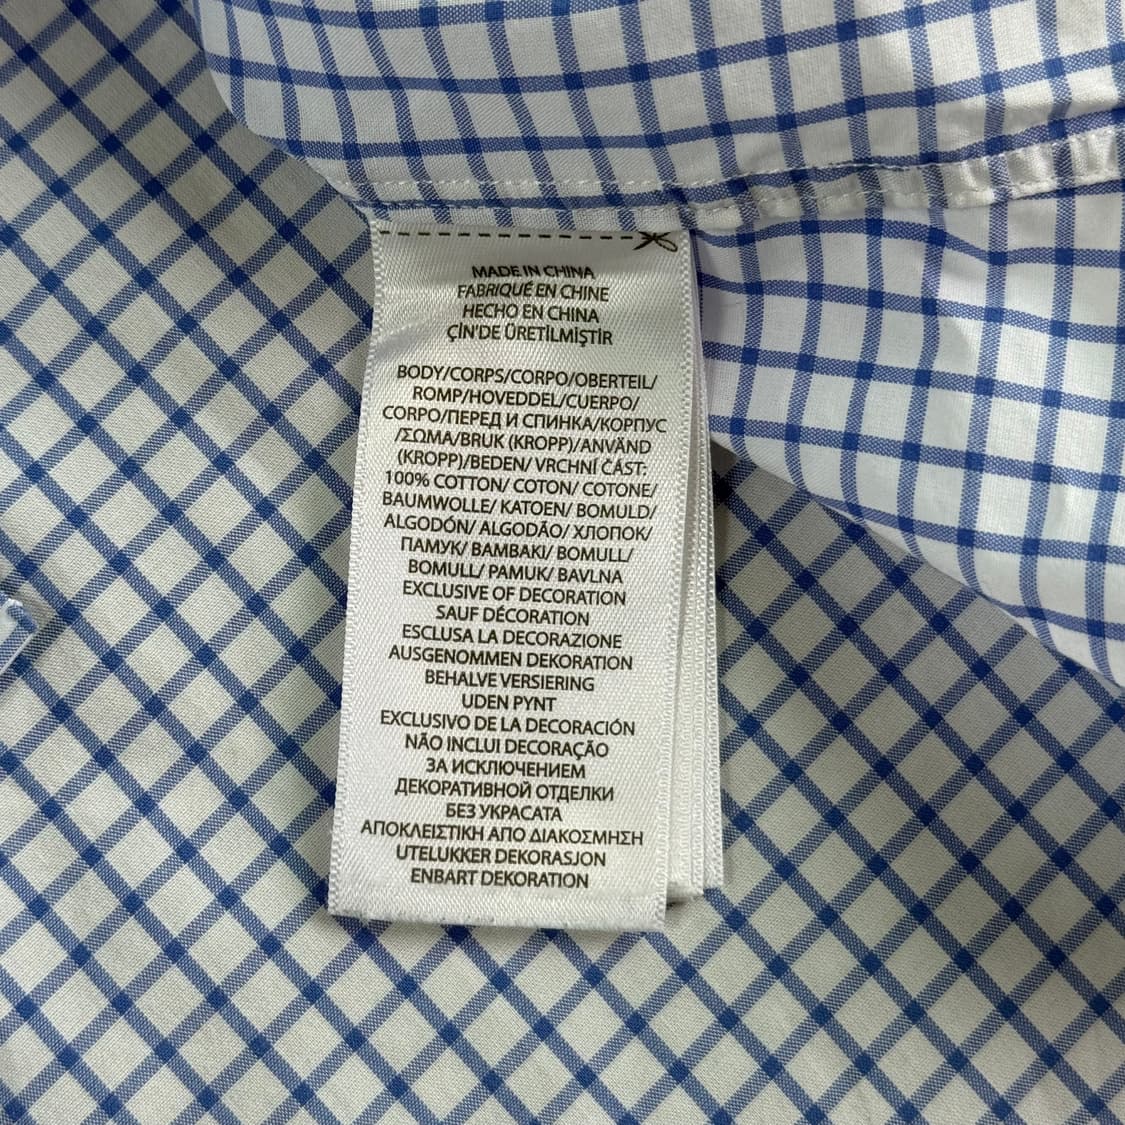 MADE IN CHINA
FABRIQUÉ EN CHINE
HECHO EN CHINA
ÇİN'DE ÜRETİLMİŞTİR
BODY/CORPS/CORPO/OBERTEIL/
ROMP/HOVEDDEL/CUERPO/
CORPO/ПЕРЕД И СПИНКА/КОРПУС
/ΣΩΜΑ/BRUK (KROPP)/ANVÄND
(KROPP)/BEDEN/ VRCHNÍ ČÁST:
100% COTTON/ COTON/ COTONE/
BAUMWOLLE/ KATOEN/ BOMULD/
ALGODÓN/ ALGODÃO/ ХЛОПОК/
ПАМУК/ ΒΑΜΒΑΚΙ/ BOMULL/
BOMULL/ PAMUK/ BAVLNA
EXCLUSIVE OF DECORATION
SAUF DÉCORATION
ESCLUSA LA DECORAZIONE
AUSGENOMMEN DEKORATION
BEHALVE VERSIERING
UDEN PYNT
EXCLUSIVO DE LA DECORACIÓN
NÃO INCLUI DECORAÇÃO
ЗА ИСКЛЮЧЕНИЕМ
ДЕКОРАТИВНОЙ ОТДЕЛКИ
БЕЗ УКРАСАТА
ΑΠΟΚΛΕΙΣΤΙΚΗ ΑΠΟ ΔΙΑΚΟΣΜΗΣΗ
UTELUKKER DEKORASJON
ENBART DEKORATION